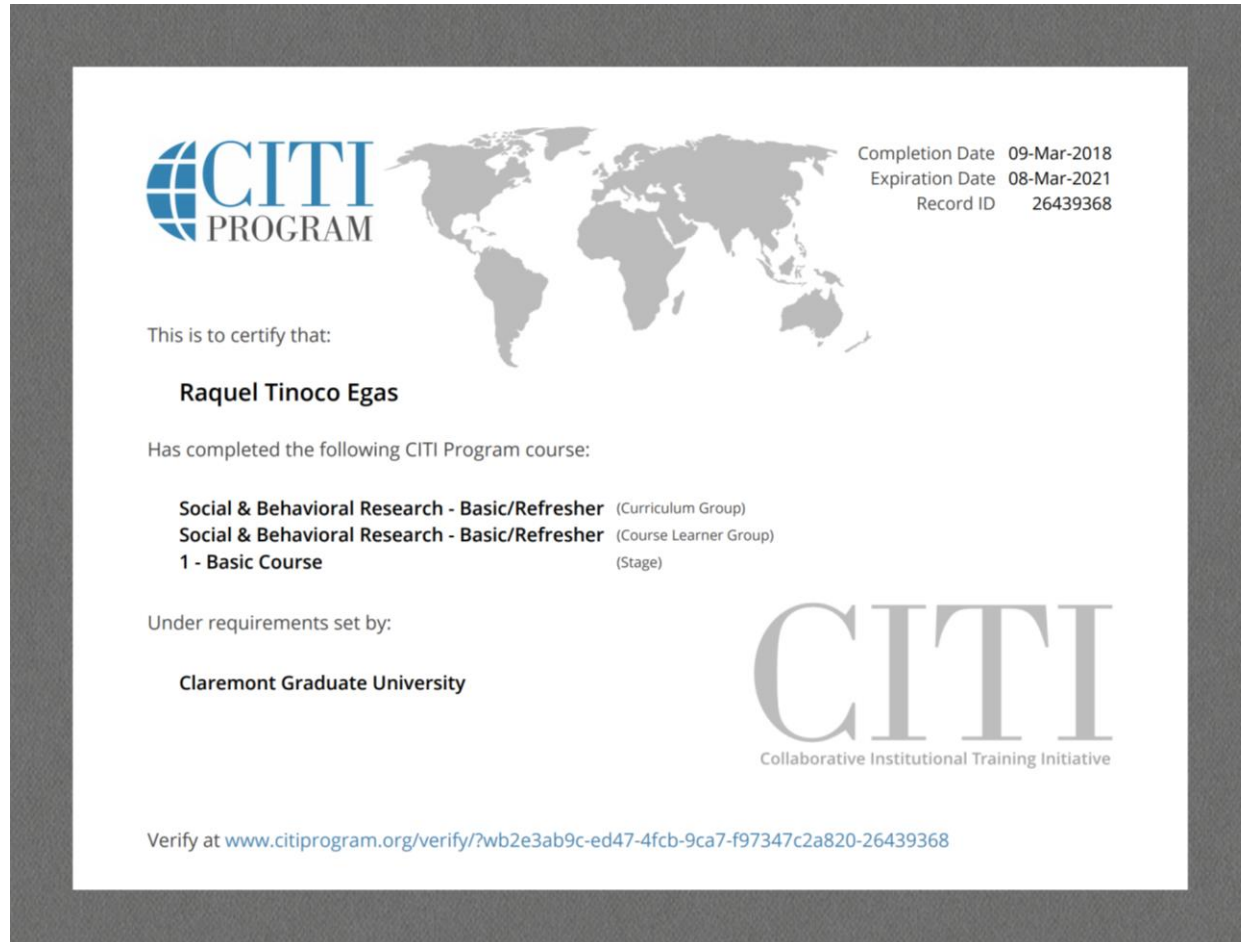 CITI
PROGRAM
Completion Date 09-Mar-2018
Expiration Date 08-Mar-2021
Record ID 26439368
This is to certify that:
Raquel Tinoco Egas
Has completed the following CITI Program course:
Social & Behavioral Research - Basic/Refresher (Curriculum Group)
Social & Behavioral Research - Basic/Refresher (Course Learner Group)
1 - Basic Course (Stage)
Under requirements set by:
Claremont Graduate University
CITI
Collaborative Institutional Training Initiative
Verify at www.citiprogram.org/verify/?wb2e3ab9c-ed47-4fcb-9ca7-f97347c2a820-26439368